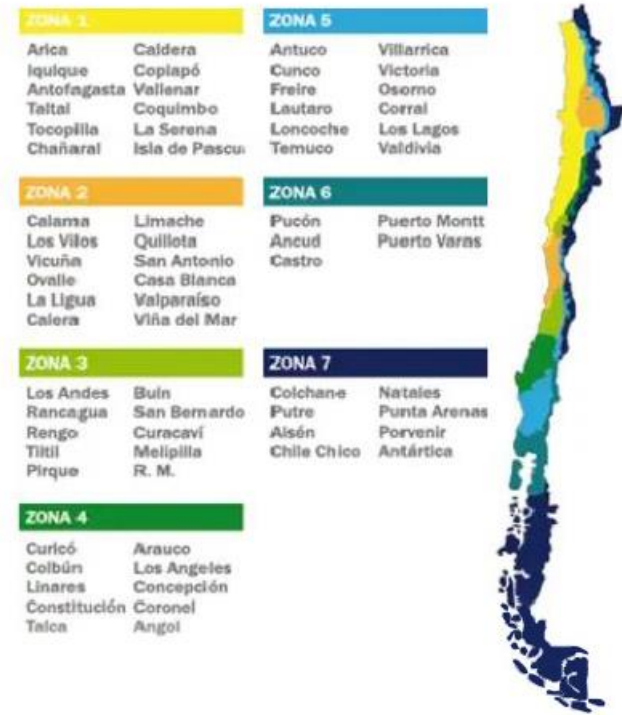 ZONA 1
Arica Caldera
Iquique Copiapó
Antofagasta Vallenar
Taltal Coquimbo
Tocopilla La Serena
Chañaral Isla de Pascu
ZONA 2
Calama Limache
Los Vilos Quillota
Vicuña San Antonio
Ovalle Casa Blanca
La Ligua Valparaíso
Calera Viña del Mar
ZONA 3
Los Andes Buin
Rancagua San Bernardo
Rengo Curacaví
Tiltil Melipilla
Pirque R. M.
ZONA 4
Curicó Arauco
Colbún Los Angeles
Linares Concepción
Constitución Coronel
Talca Angol
ZONA 5
Antuco Villarrica
Cunco Victoria
Freire Osorno
Lautaro Corral
Loncoche Los Lagos
Temuco Valdivia
ZONA 6
Pucón Puerto Montt
Ancud Puerto Varas
Castro
ZONA 7
Colchane Natales
Putre Punta Arenas
Aisén Porvenir
Chile Chico Antártica